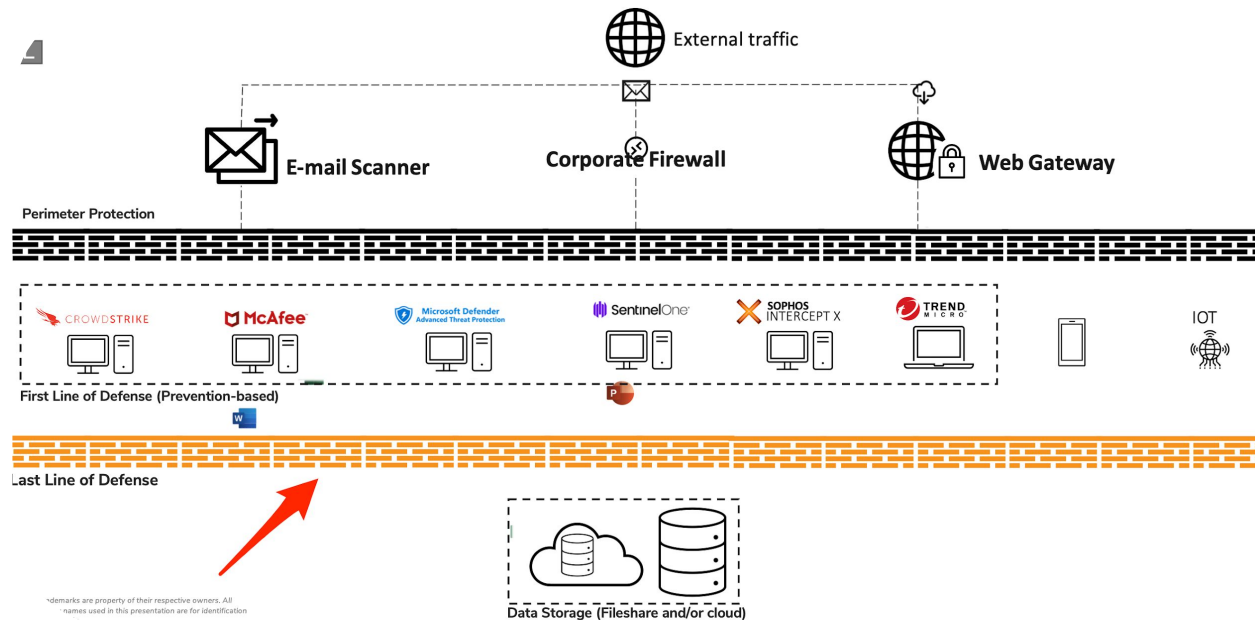 External traffic
E-mail Scanner
Corporate Firewall
Web Gateway
Perimeter Protection
CROWDSTRIKE
McAfee
Microsoft Defender
Advanced Threat Protection
SentinelOne
SOPHOS
INTERCEPT X
TREND
MICRO
IOT
First Line of Defense (Prevention-based)
P
W
Last Line of Defense
Data Storage (Fileshare and/or cloud)
are property of their respective owners. All
names used in this presentation are for identification